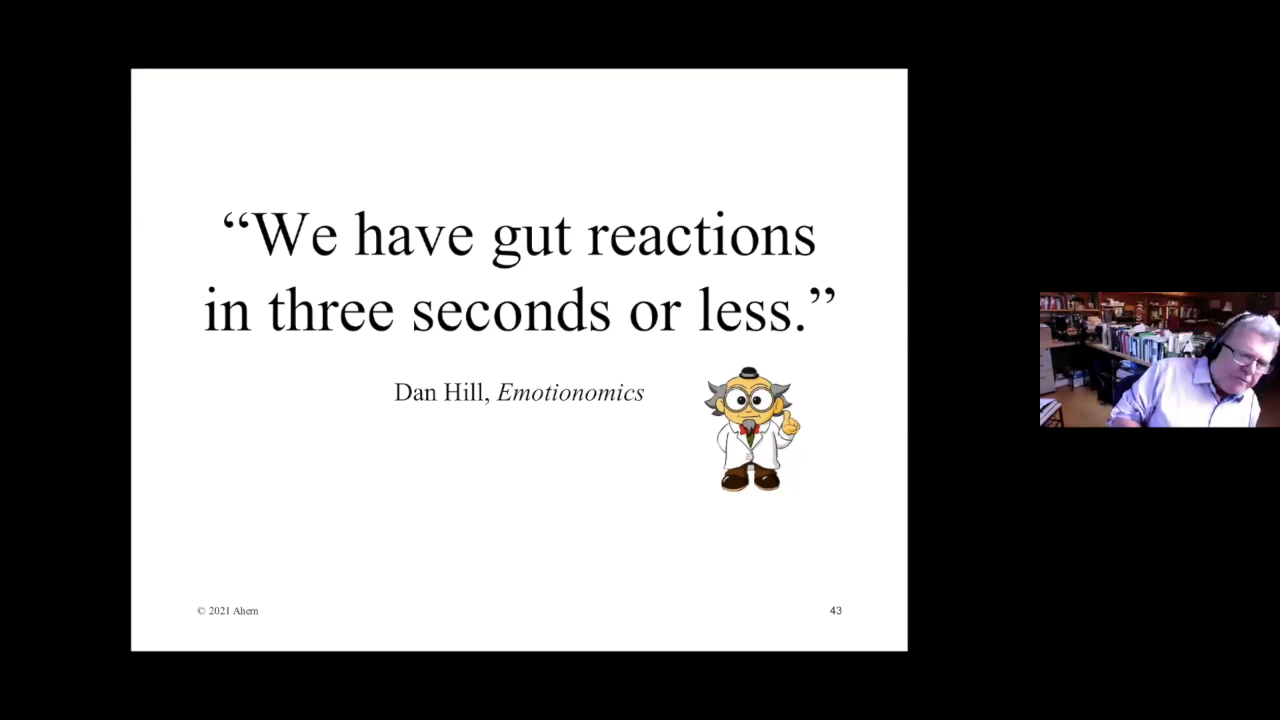 “We have gut reactions
in three seconds or less.”
Dan Hill, Emotionomics
© 2021 Ahern
43